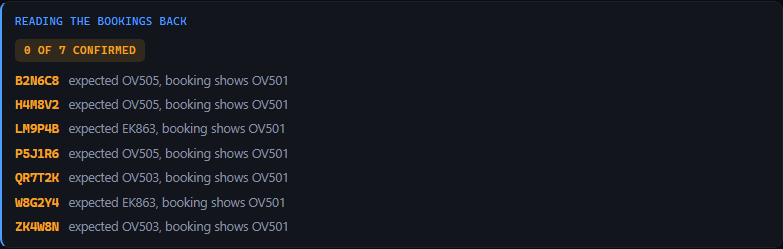 READING THE BOOKINGS BACK
0 OF 7 CONFIRMED
B2N6C8 expected OV505, booking shows OV501
H4M8V2 expected OV505, booking shows OV501
LM9P4B expected EK863, booking shows OV501
P5J1R6 expected OV505, booking shows OV501
QR7T2K expected OV503, booking shows OV501
W8G2Y4 expected EK863, booking shows OV501
ZK4W8N expected OV503, booking shows OV501